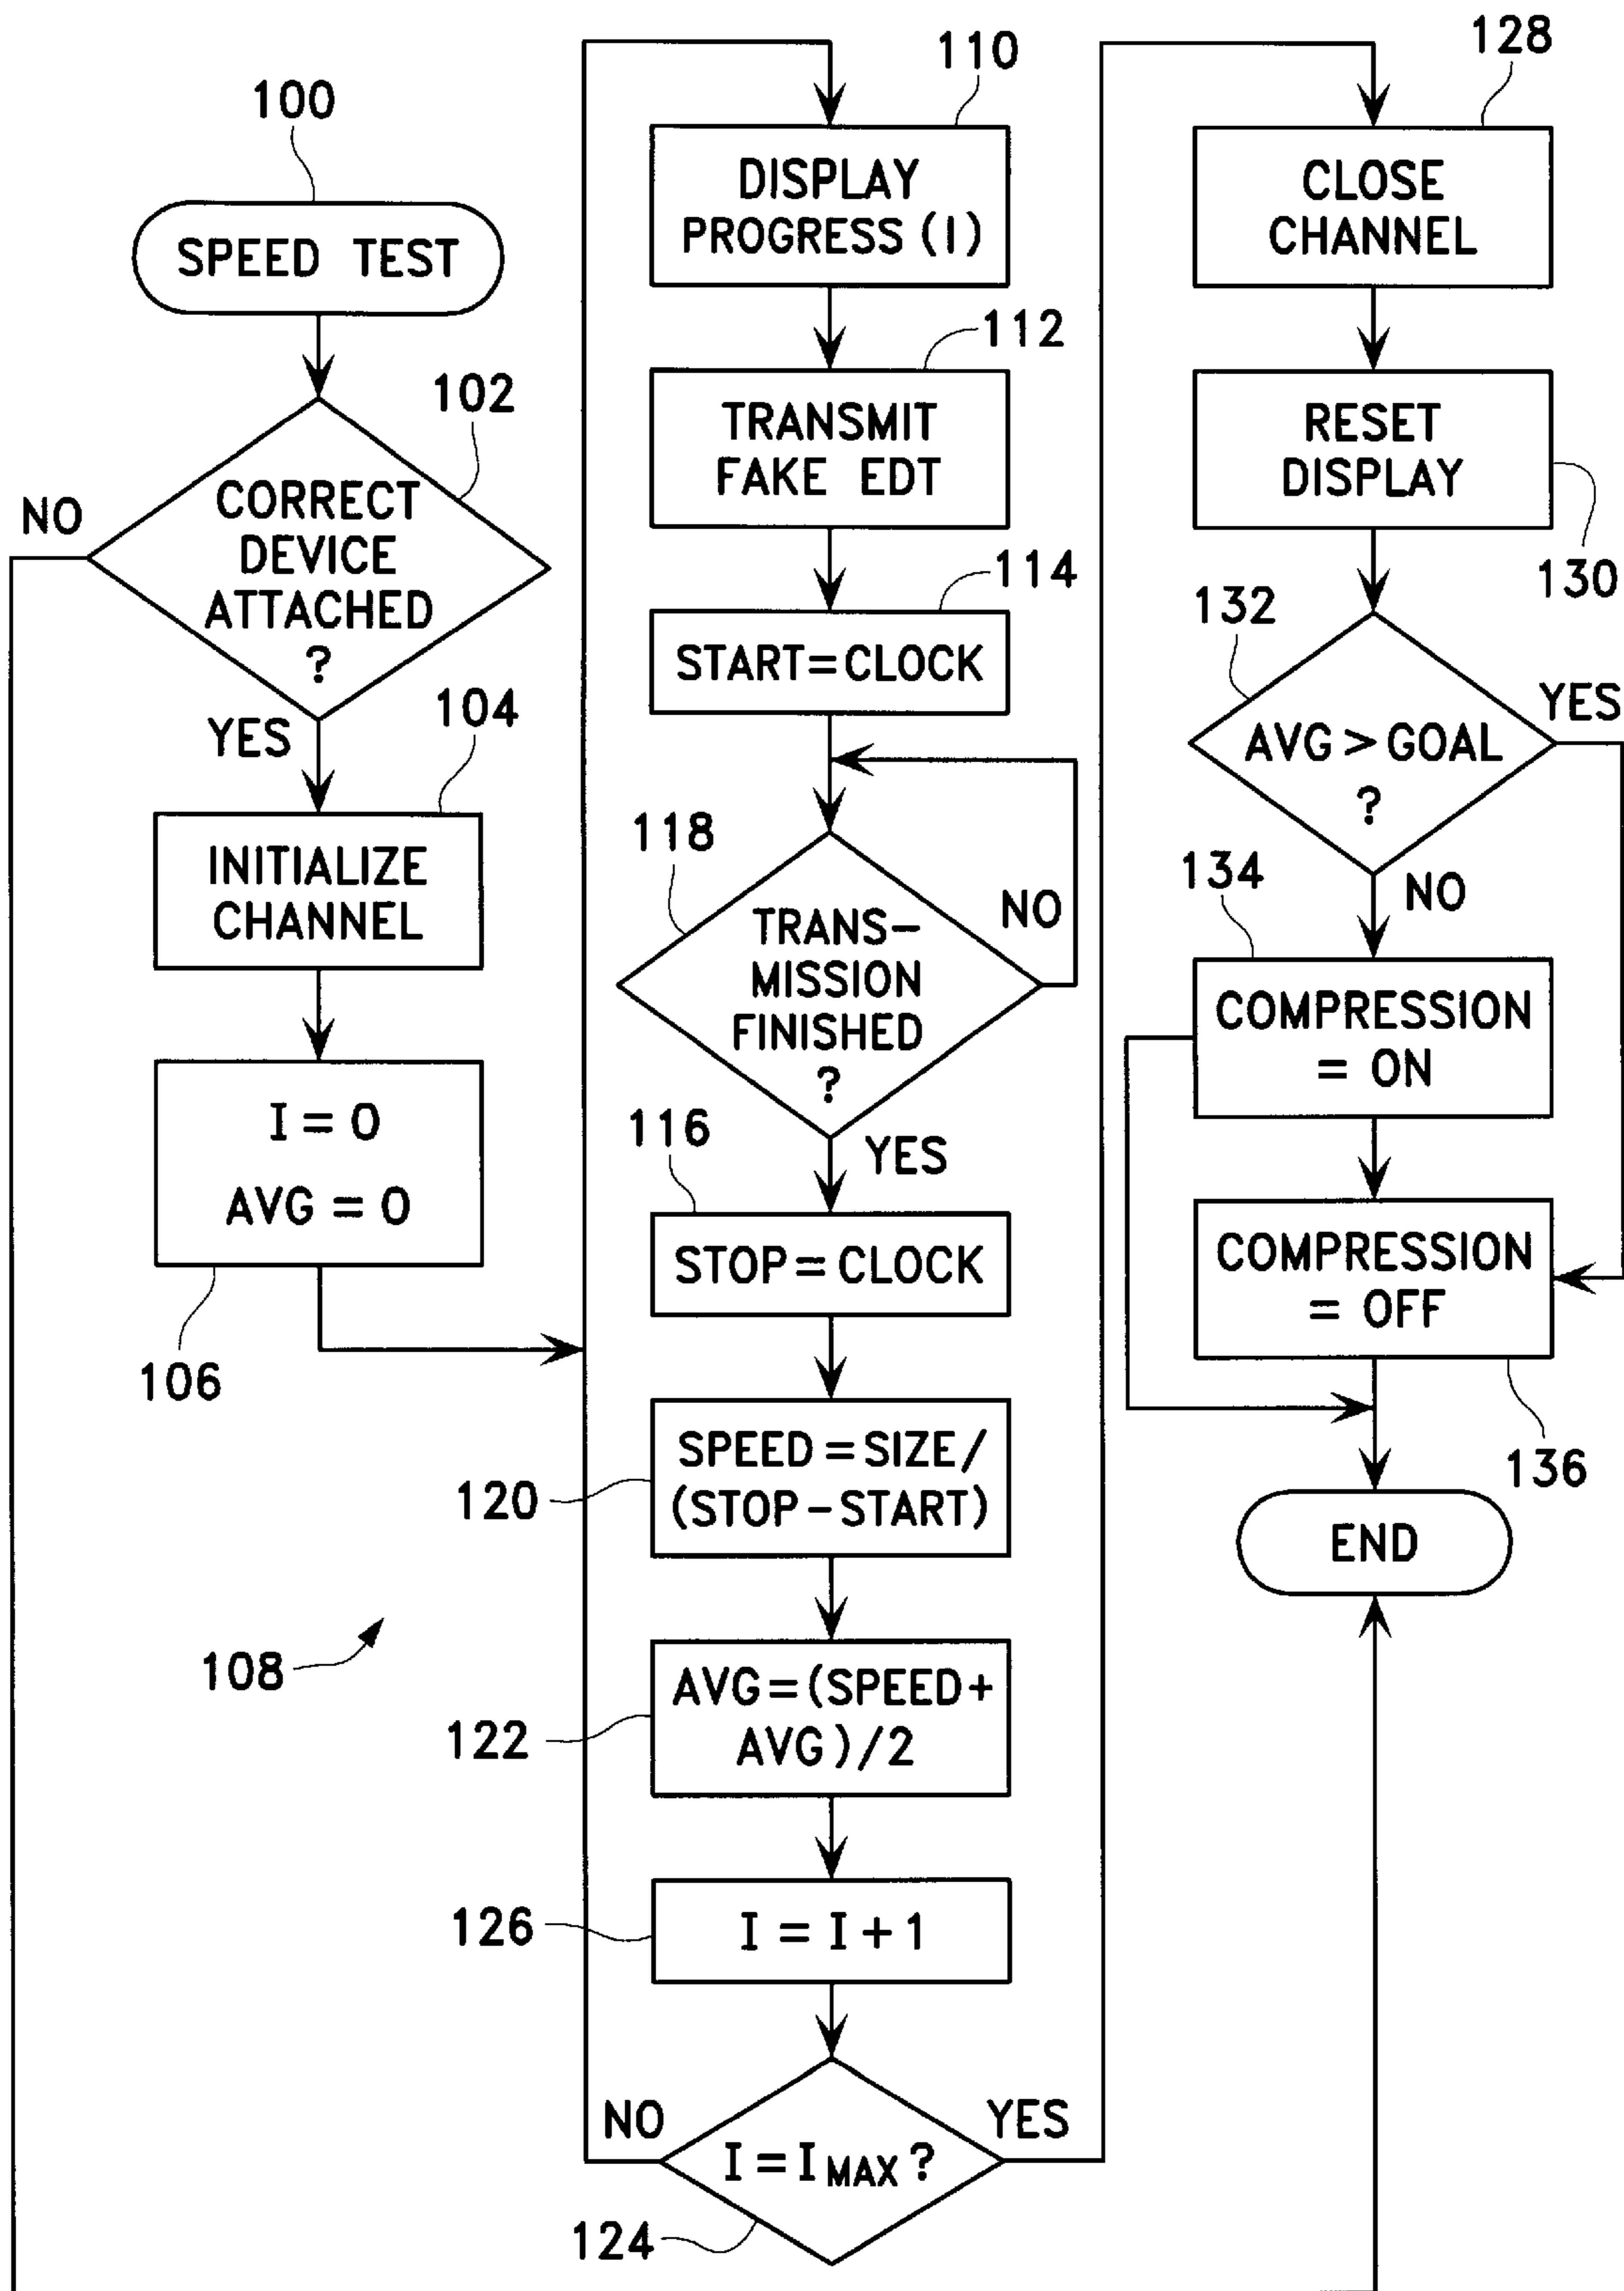 100
SPEED TEST
102
NO
CORRECT
DEVICE
ATTACHED
?
YES
104
INITIALIZE
CHANNEL
I = 0
AVG = 0
106
108
110
DISPLAY
PROGRESS (I)
112
TRANSMIT
FAKE EDT
114
START=CLOCK
118
TRANS-
MISSION
FINISHED
?
NO
116
YES
STOP=CLOCK
120
SPEED=SIZE/
(STOP-START)
122
AVG=(SPEED+
AVG)/2
126
I = I+1
NO
I=IMAX?
YES
124
128
CLOSE
CHANNEL
RESET
DISPLAY
130
132
AVG>GOAL
?
YES
NO
134
COMPRESSION
= ON
COMPRESSION
= OFF
136
END